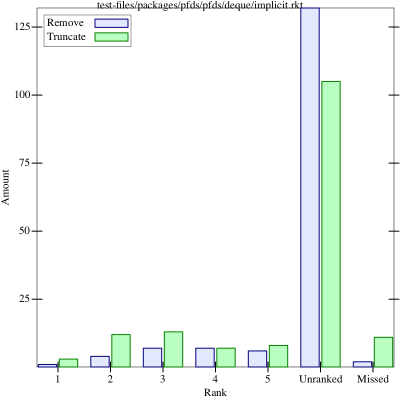 test-files/packages/pfds/pfds/deque/implicit.rkt
Remove
Truncate
125
100
75
50
25
Amount
1 2 3 4 5 Unranked Missed
Rank